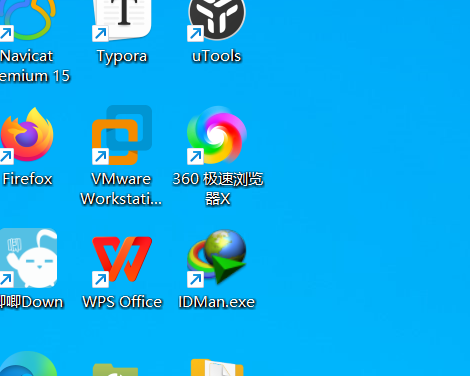 Navicat
Typora
uTools
emium 15
Firefox
VMware
360 极速浏览
Workstati...
器X
唧Down
WPS Office
IDMan.exe